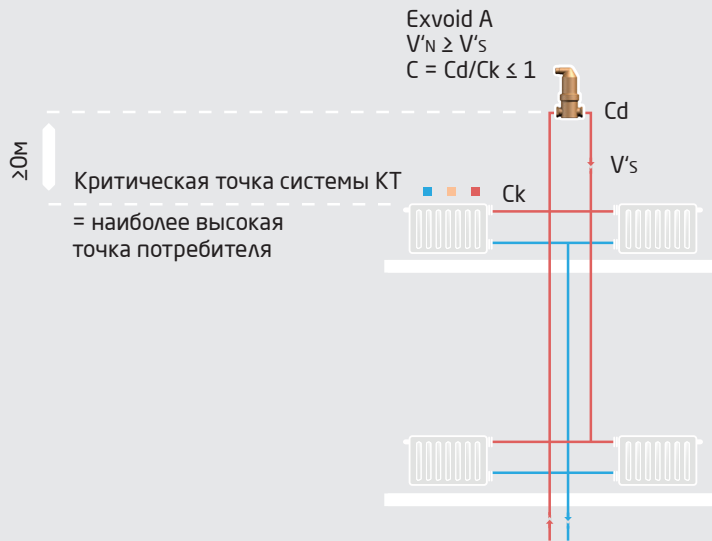 Exvoid A
V‘N ≥ V‘S
C = Cd/Ck ≤ 1
Cd
≥0м
V‘S
Критическая точка системы КТ
Ck
= наиболее высокая
точка потребителя